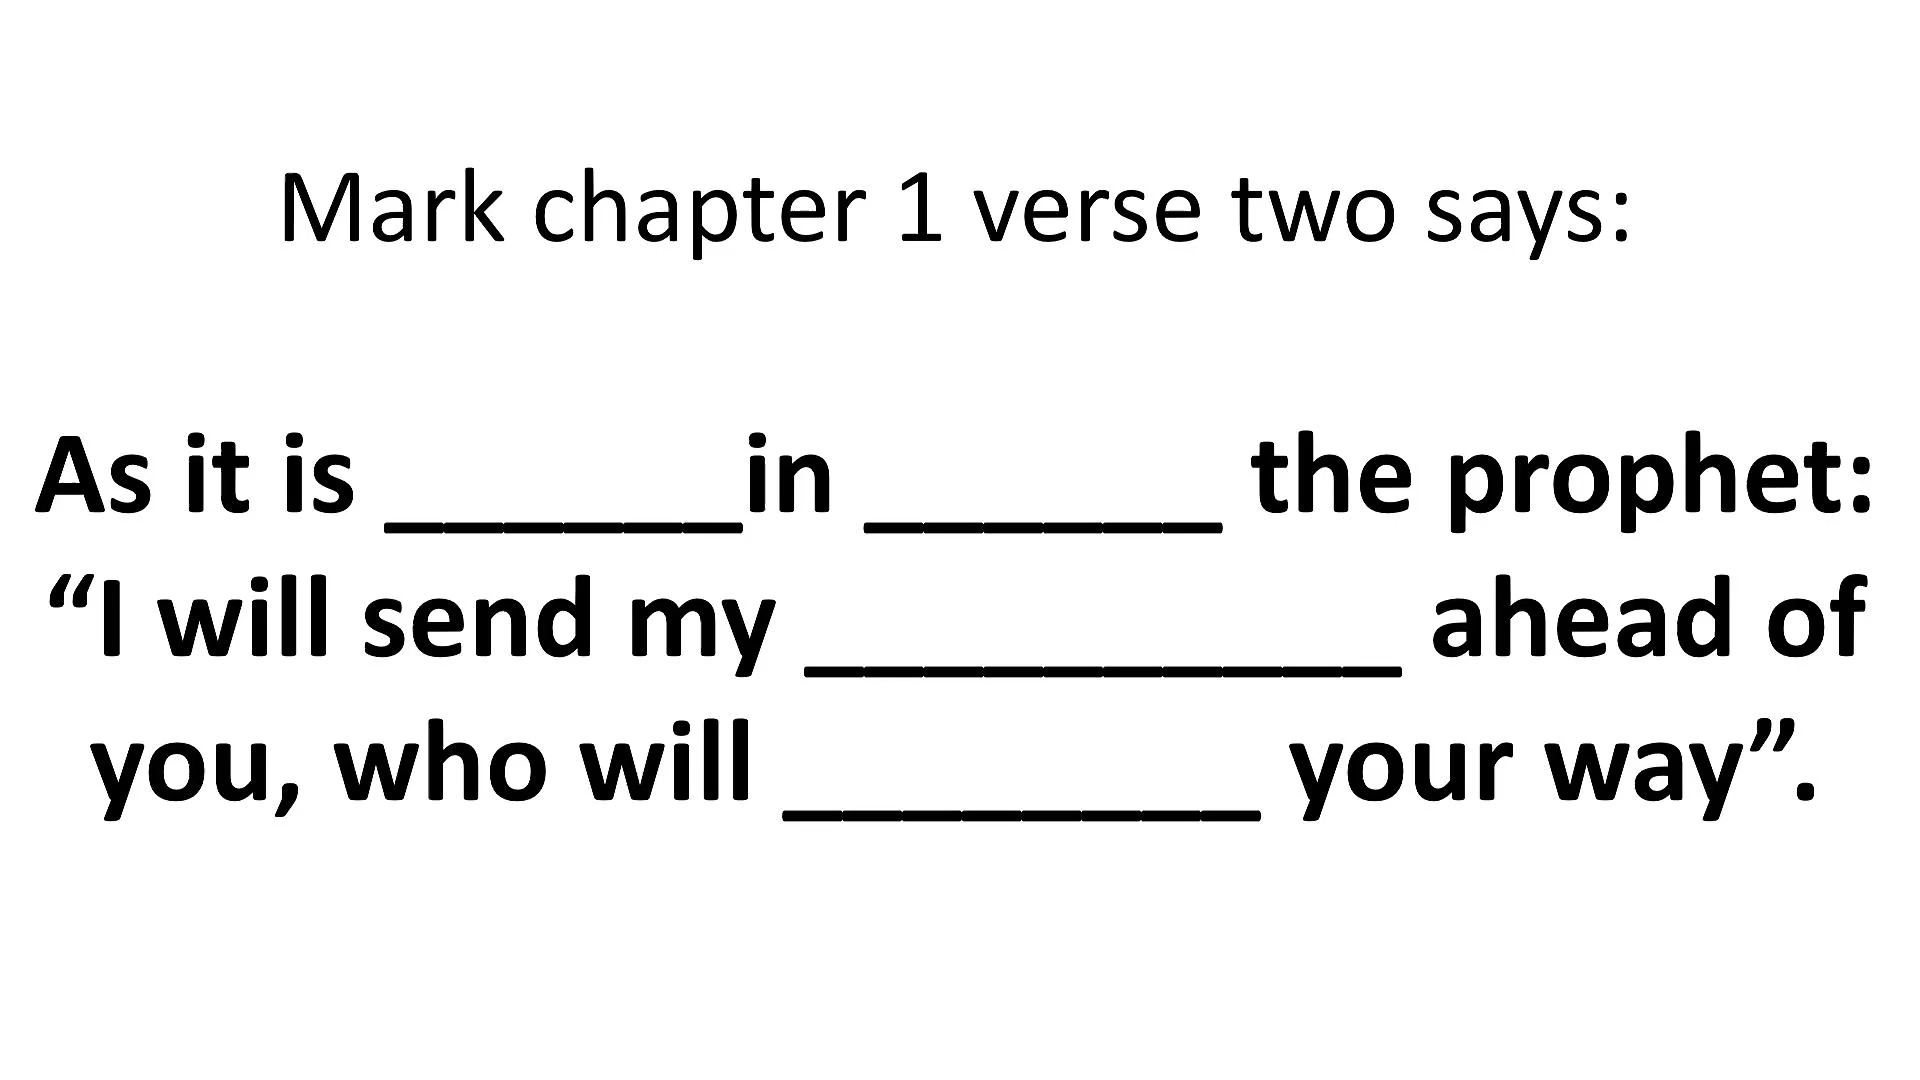 Mark chapter 1 verse two says:
As it is ______in ______ the prophet:
“I will send my __________ ahead of
you, who will ________ your way”.